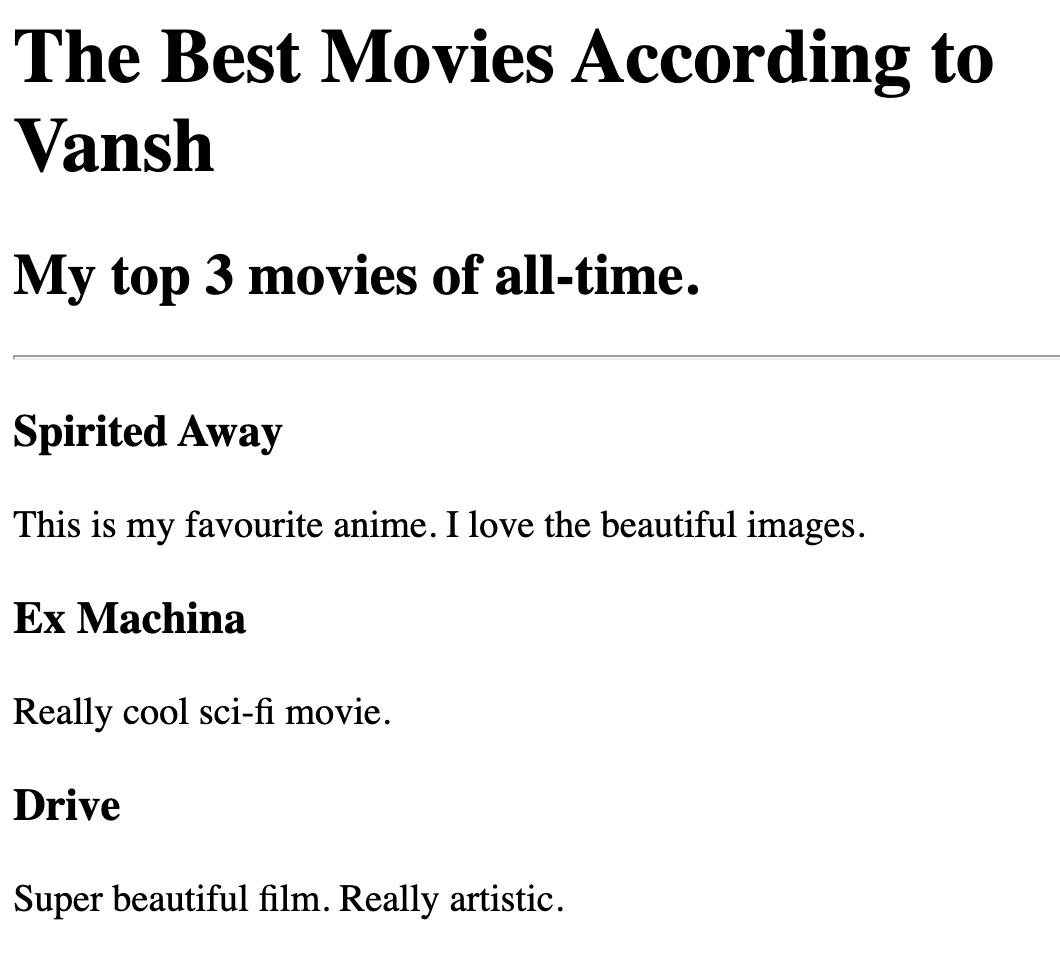 The Best Movies According to
Vansh
My top 3 movies of all-time.
Spirited Away
This is my favourite anime. I love the beautiful images.
Ex Machina
Really cool sci-fi movie.
Drive
Super beautiful film. Really artistic.